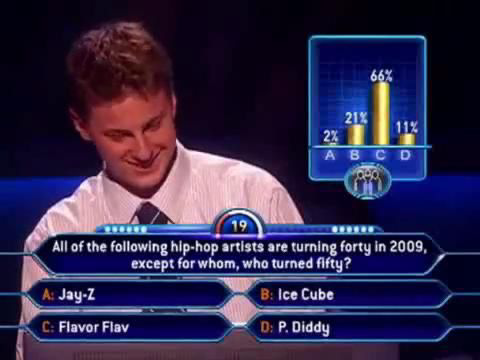 66%
21%
11%
2%
A B C D
19
All of the following hip-hop artists are turning forty in 2009,
except for whom, who turned fifty?
A: Jay-Z
B: Ice Cube
C: Flavor Flav
D: P. Diddy